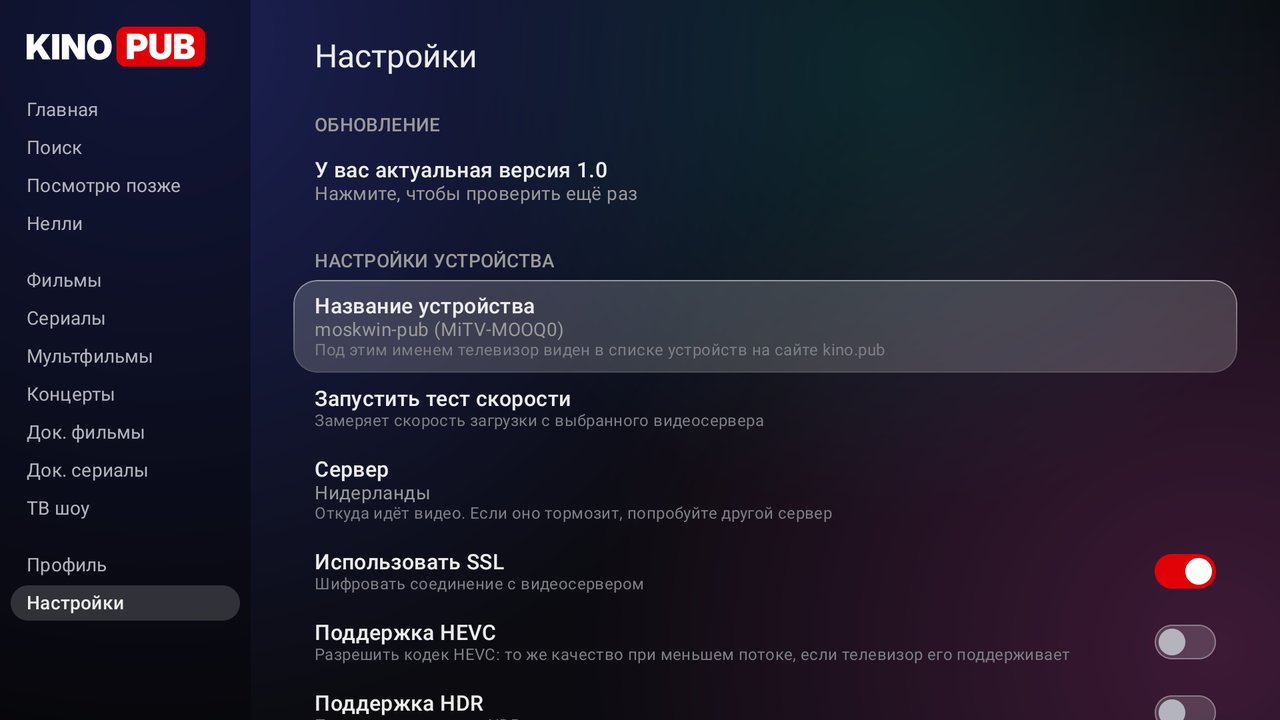 KINO PUB
Главная
Поиск
Посмотрю позже
Нелли
Фильмы
Сериалы
Мультфильмы
Концерты
Док. фильмы
Док. сериалы
ТВ шоу
Профиль
Настройки
Настройки
ОБНОВЛЕНИЕ
У вас актуальная версия 1.0
Нажмите, чтобы проверить ещё раз
НАСТРОЙКИ УСТРОЙСТВА
Название устройства
moskwin-pub (MiTV-MOOQ0)
Под этим именем телевизор виден в списке устройств на сайте kino.pub
Запустить тест скорости
Замеряет скорость загрузки с выбранного видеосервера
Сервер
Нидерланды
Откуда идёт видео. Если оно тормозит, попробуйте другой сервер
Использовать SSL
Шифровать соединение с видеосервером
Поддержка HEVC
Разрешить кодек HEVC: то же качество при меньшем потоке, если телевизор его поддерживает
Поддержка HDR